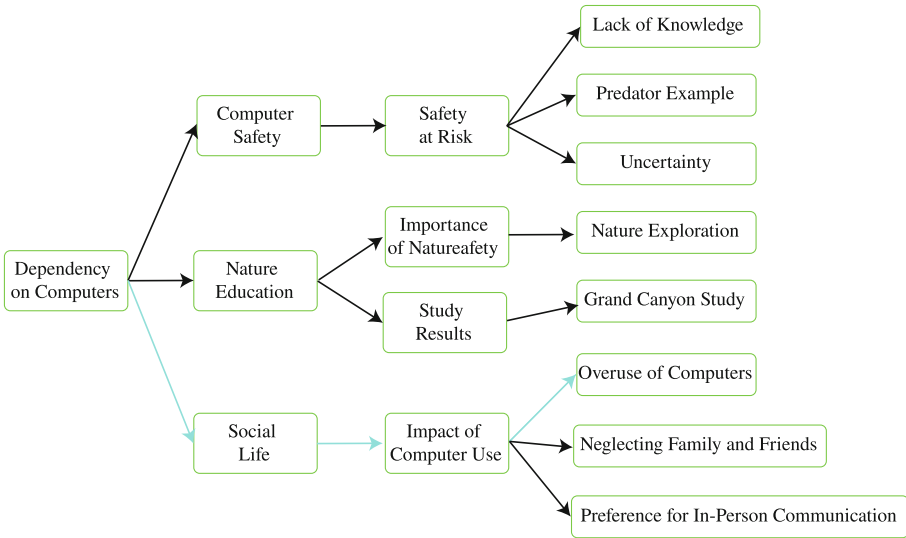 Dependency
on Computers
Computer
Safety
Safety
at Risk
Lack of Knowledge
Predator Example
Uncertainty
Nature
Education
Importance
of Natureafety
Nature Exploration
Study
Results
Grand Canyon Study
Social
Life
Impact of
Computer Use
Overuse of Computers
Neglecting Family and Friends
Preference for In-Person Communication